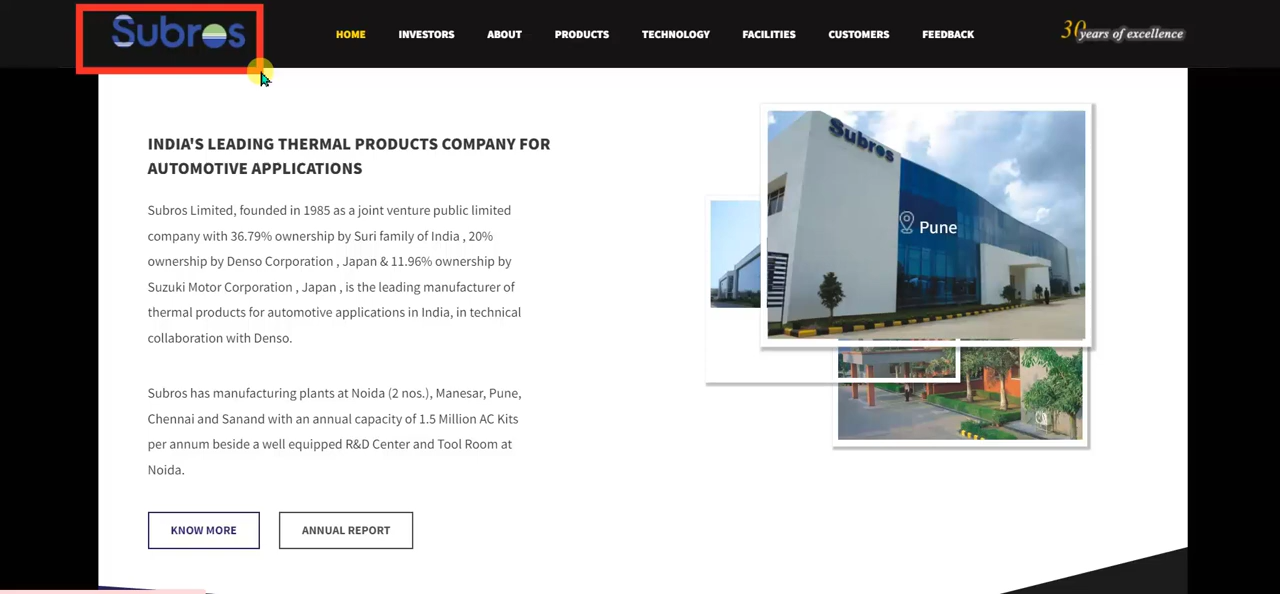 Subros
HOME INVESTORS ABOUT PRODUCTS TECHNOLOGY FACILITIES CUSTOMERS FEEDBACK
30 years of excellence
INDIA'S LEADING THERMAL PRODUCTS COMPANY FOR
AUTOMOTIVE APPLICATIONS
Subros Limited, founded in 1985 as a joint venture public limited
company with 36.79% ownership by Suri family of India , 20%
ownership by Denso Corporation , Japan & 11.96% ownership by
Suzuki Motor Corporation , Japan , is the leading manufacturer of
thermal products for automotive applications in India, in technical
collaboration with Denso.
Subros has manufacturing plants at Noida (2 nos.), Manesar, Pune,
Chennai and Sanand with an annual capacity of 1.5 Million AC Kits
per annum beside a well equipped R&D Center and Tool Room at
Noida.
KNOW MORE ANNUAL REPORT
Subros
Pune